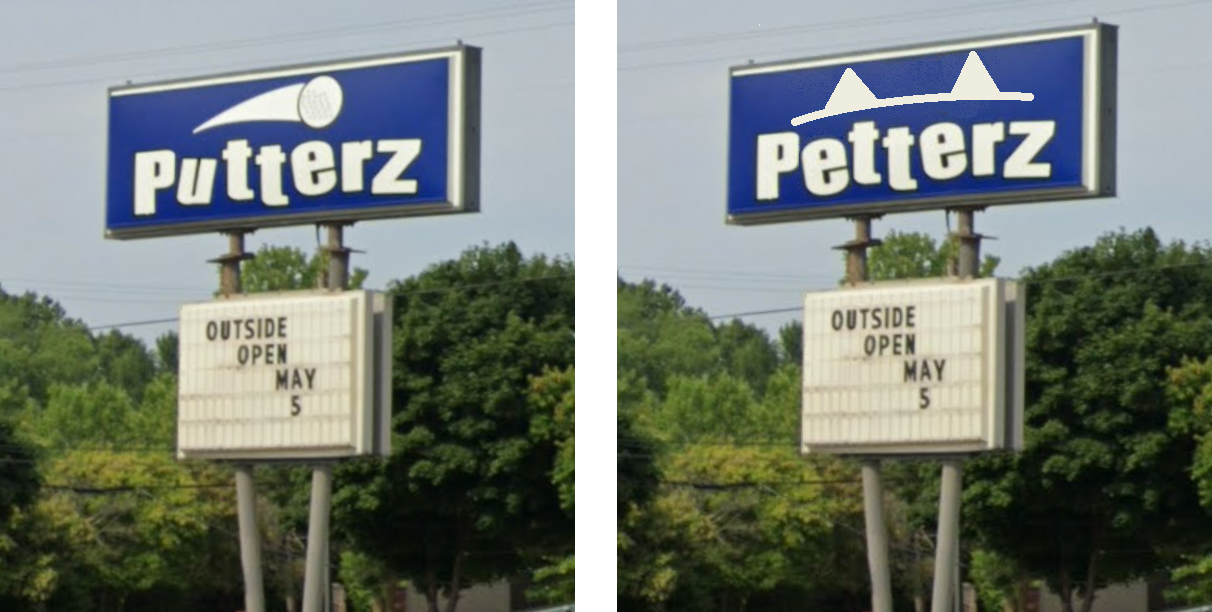 Putterz
OUTSIDE
OPEN
MAY
5
Petterz
OUTSIDE
OPEN
MAY
5